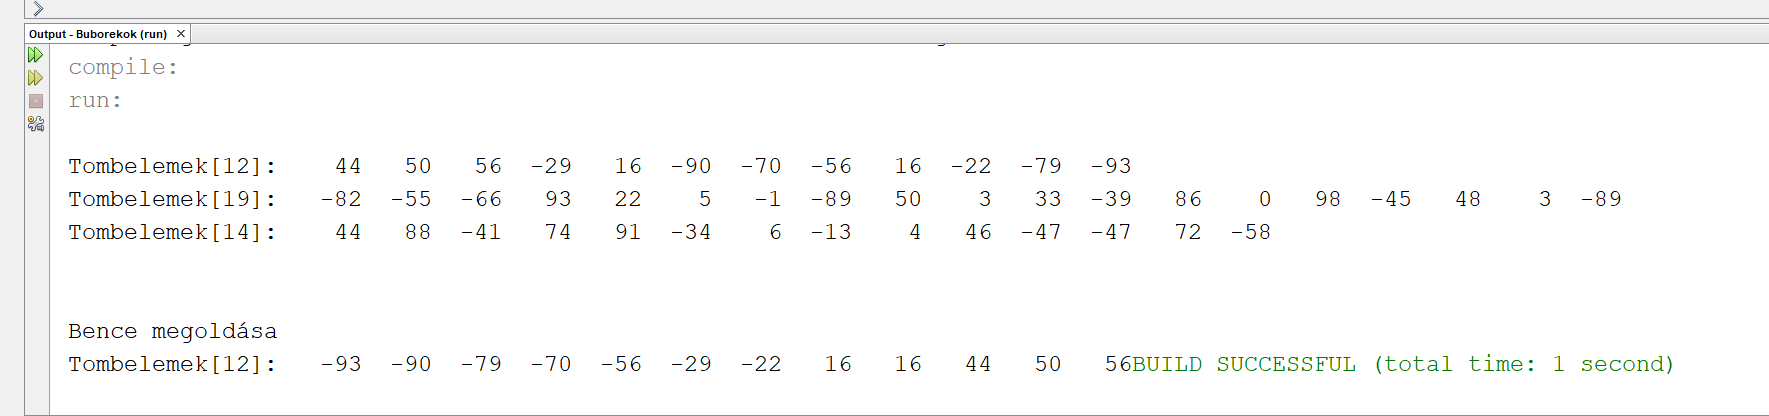 Output - Buborekok (run) ×
compile:
run:
Tombelemek[12]: 44 50 56 -29 16 -90 -70 -56 16 -22 -79 -93
Tombelemek[19]: -82 -55 -66 93 22 5 -1 -89 50 3 33 -39 86 0 98 -45 48 3 -89
Tombelemek[14]: 44 88 -41 74 91 -34 6 -13 4 46 -47 -47 72 -58
Bence megoldása
Tombelemek[12]: -93 -90 -79 -70 -56 -29 -22 16 16 44 50 56BUILD SUCCESSFUL (total time: 1 second)